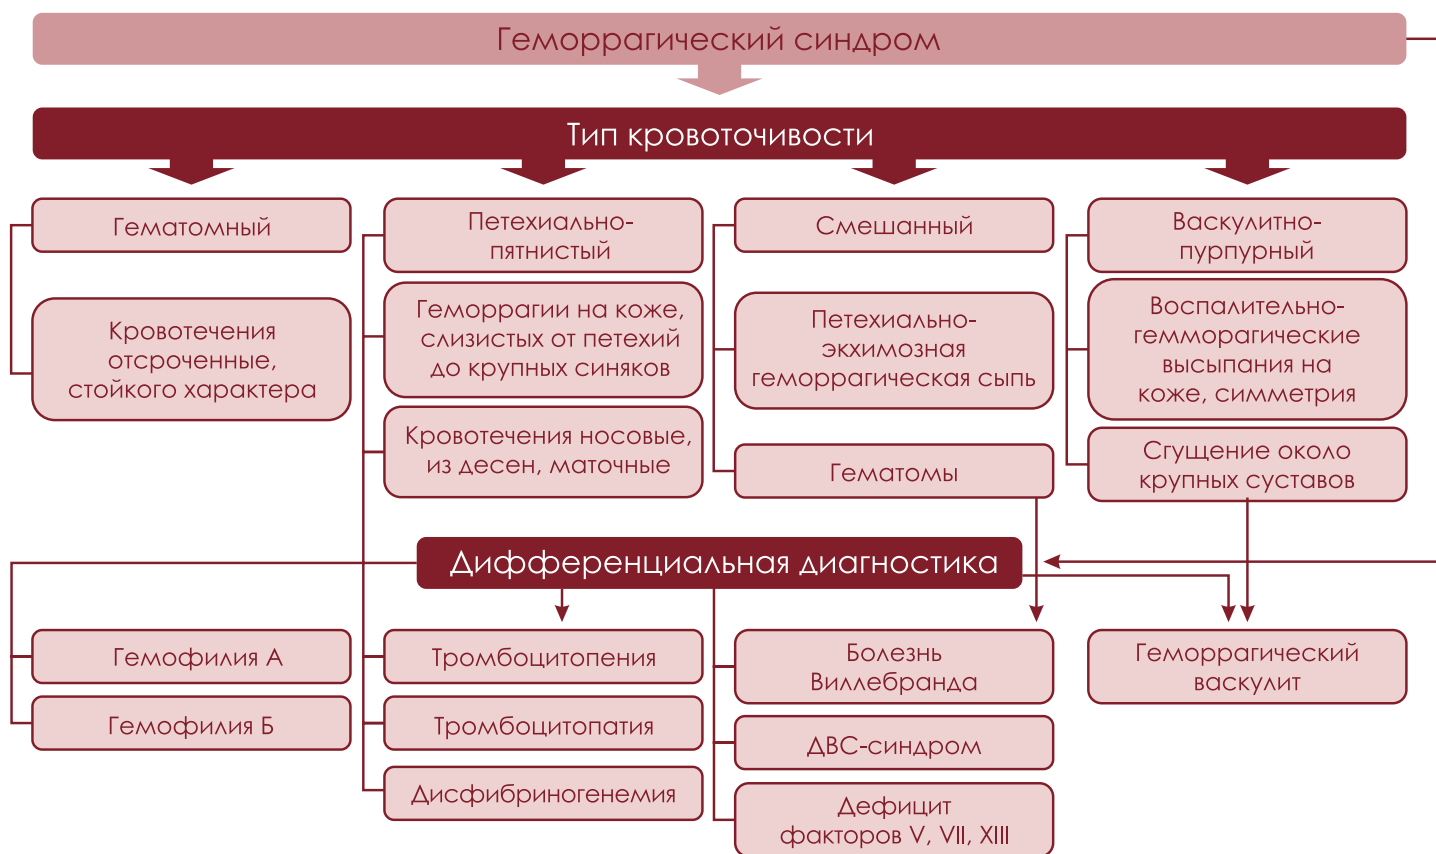 Геморрагический синдром
Тип кровоточивости
Гематомный
Кровотечения
отсроченные,
стойкого характера
Петехиально-
пятнистый
Геморрагии на коже,
слизистых от петехий
до крупных синяков
Кровотечения носовые,
из десен, маточные
Смешанный
Петехиально-
экхимозная
геморрагическая сыпь
Гематомы
Васкулитно-
пурпурный
Воспалительно-
гемморагические
высыпания на
коже, симметрия
Сгущение около
крупных суставов
Дифференциальная диагностика
Гемофилия А
Гемофилия Б
Тромбоцитопения
Тромбоцитопатия
Дисфибриногенемия
Болезнь
Виллебранда
ДВС-синдром
Дефицит
факторов V, VII, XIII
Геморрагический
васкулит